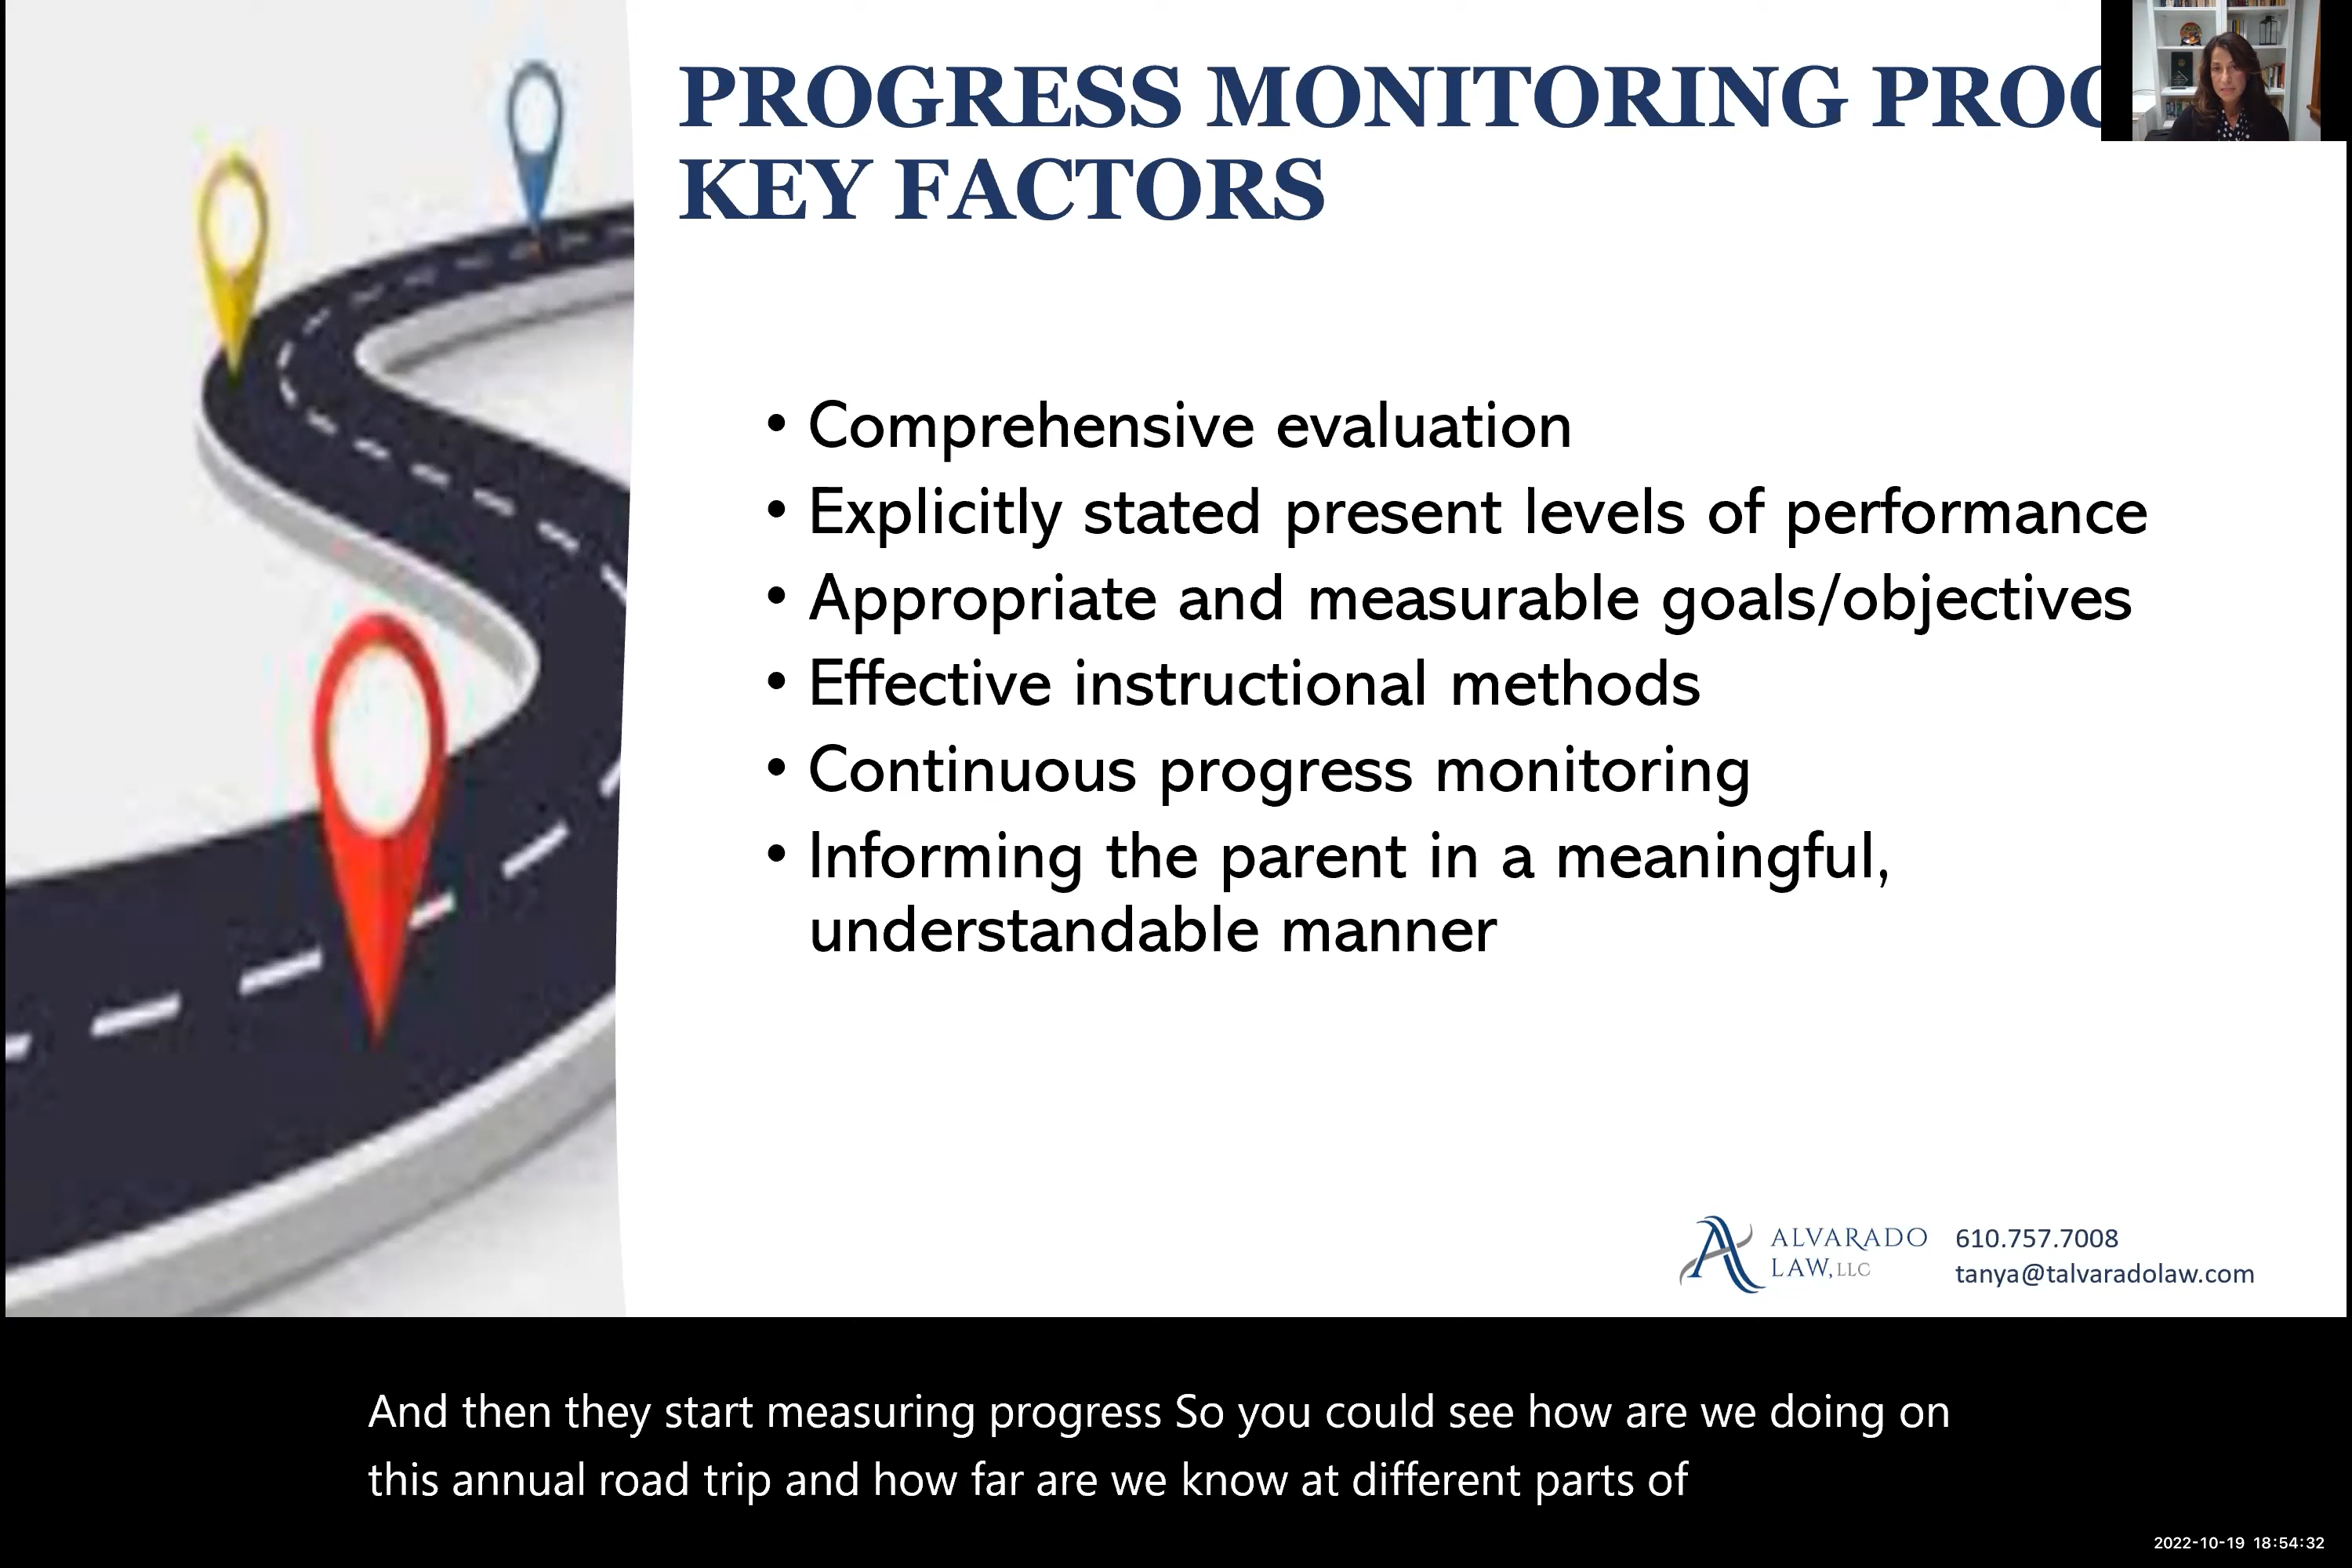 PROGRESS MONITORING
KEY FACTORS
• Comprehensive evaluation
• Explicitly stated present levels of performance
• Appropriate and measurable goals/objectives
• Effective instructional methods
• Continuous progress monitoring
• Informing the parent in a meaningful,
understandable manner
ALVARADO
LAW, LLC
610.757.7008
tanya@talvaradolaw.com
And then they start measuring progress So you could see how are we doing on
this annual road trip and how far are we know at different parts of
2022-10-19 18:54:32